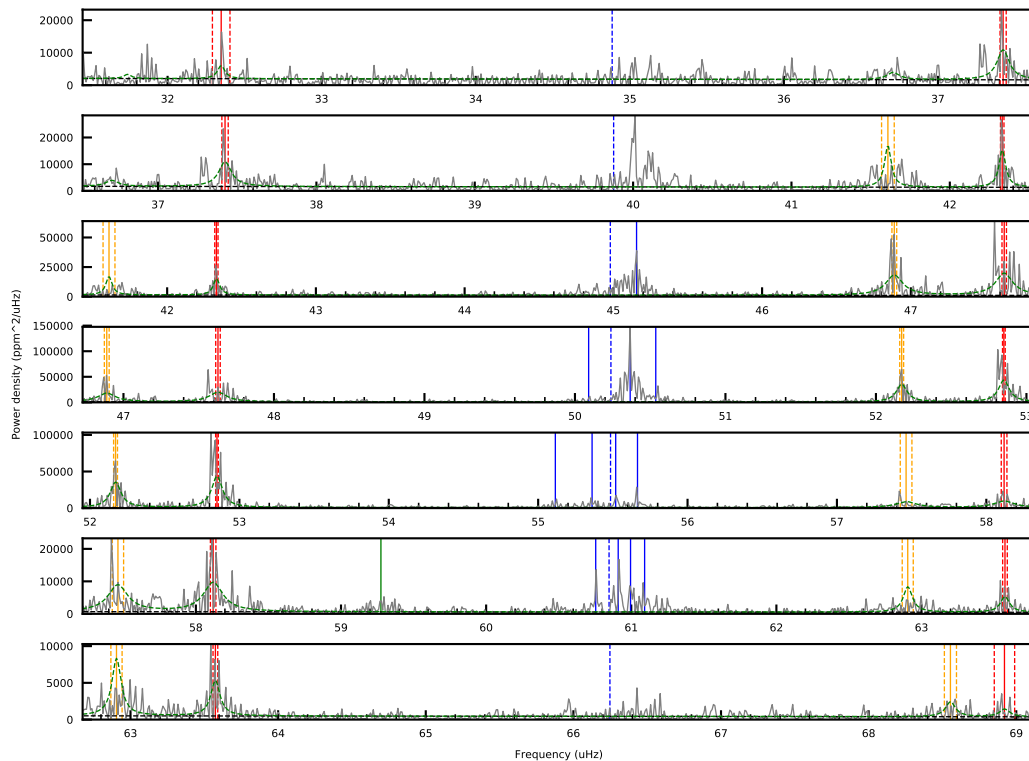 20000
10000
0
32 33 34 35 36 37
20000
10000
0
37 38 39 40 41 42
50000
25000
0
42 43 44 45 46 47
150000
100000
50000
0
47 48 49 50 51 52 53
100000
50000
0
52 53 54 55 56 57 58
20000
10000
0
58 59 60 61 62 63
10000
5000
0
63 64 65 66 67 68 69
Power density (ppm^2/uHz)
Frequency (uHz)